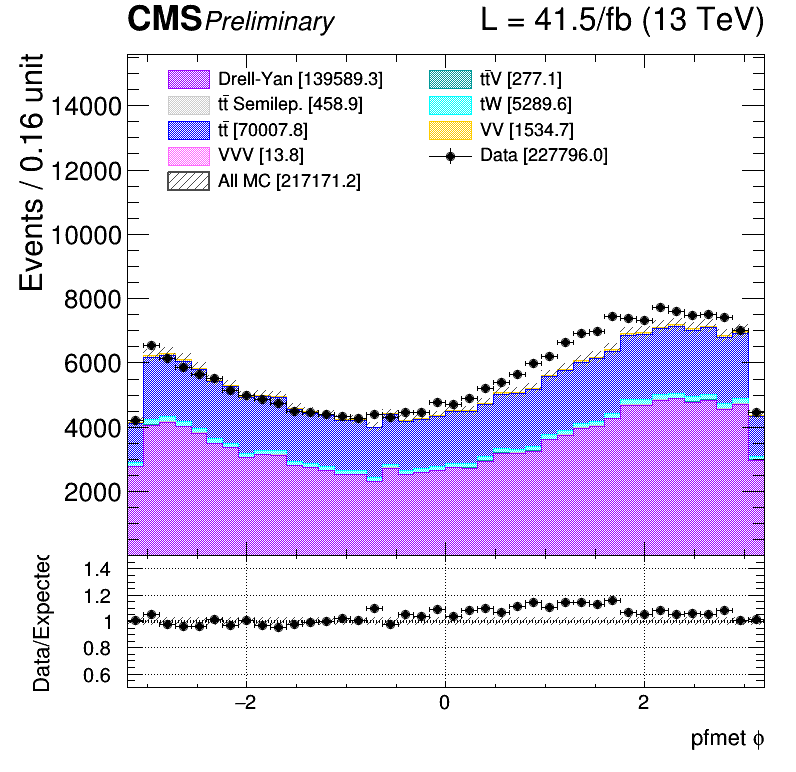 CMS Preliminary L = 41.5/fb (13 TeV)
Events / 0.16 unit
Drell-Yan [139589.3]
tt̄ Semilep. [458.9]
tt̄ [70007.8]
VVV [13.8]
All MC [217171.2]
tt̄V [277.1]
tW [5289.6]
VV [1534.7]
Data [227796.0]
14000
12000
10000
8000
6000
4000
2000
Data/Expected
1.4
1.2
1
0.8
0.6
−2 0 2
pfmet ϕ